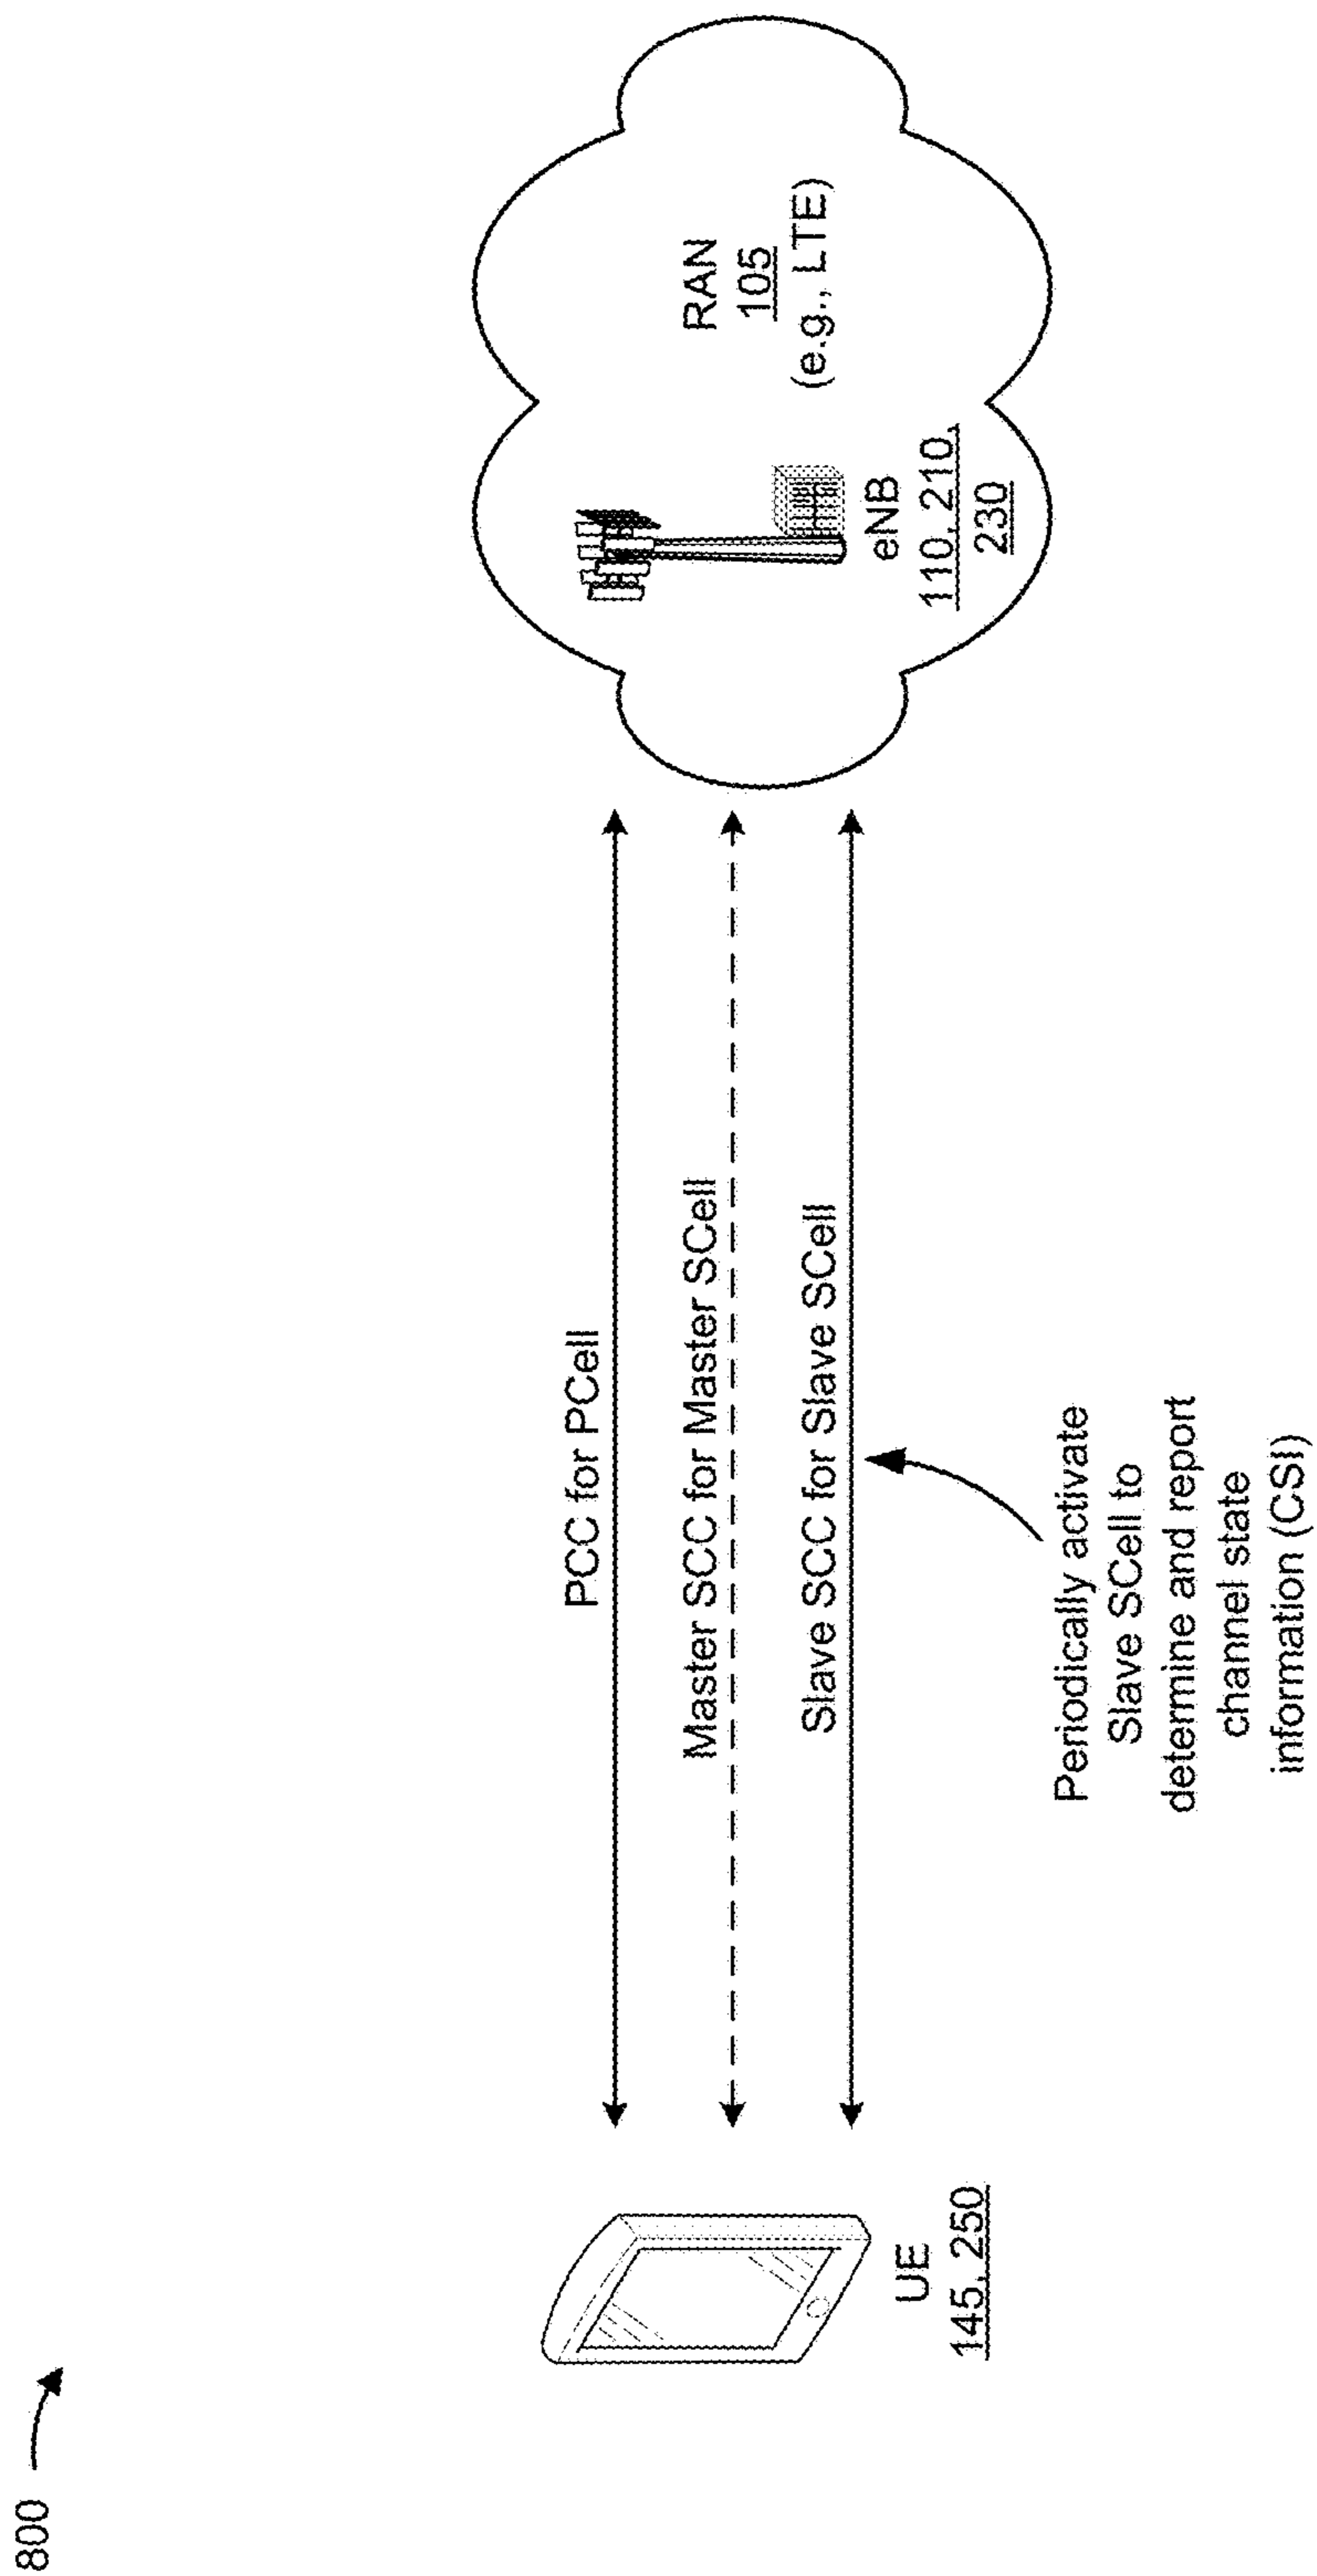 800
PCC for PCell
Master SCC for Master SCell
Slave SCC for Slave SCell
RAN
105
(e.g., LTE)
eNB
110, 210,
230
UE
145, 250
Periodically activate
Slave SCell to
determine and report
channel state
information (CSI)